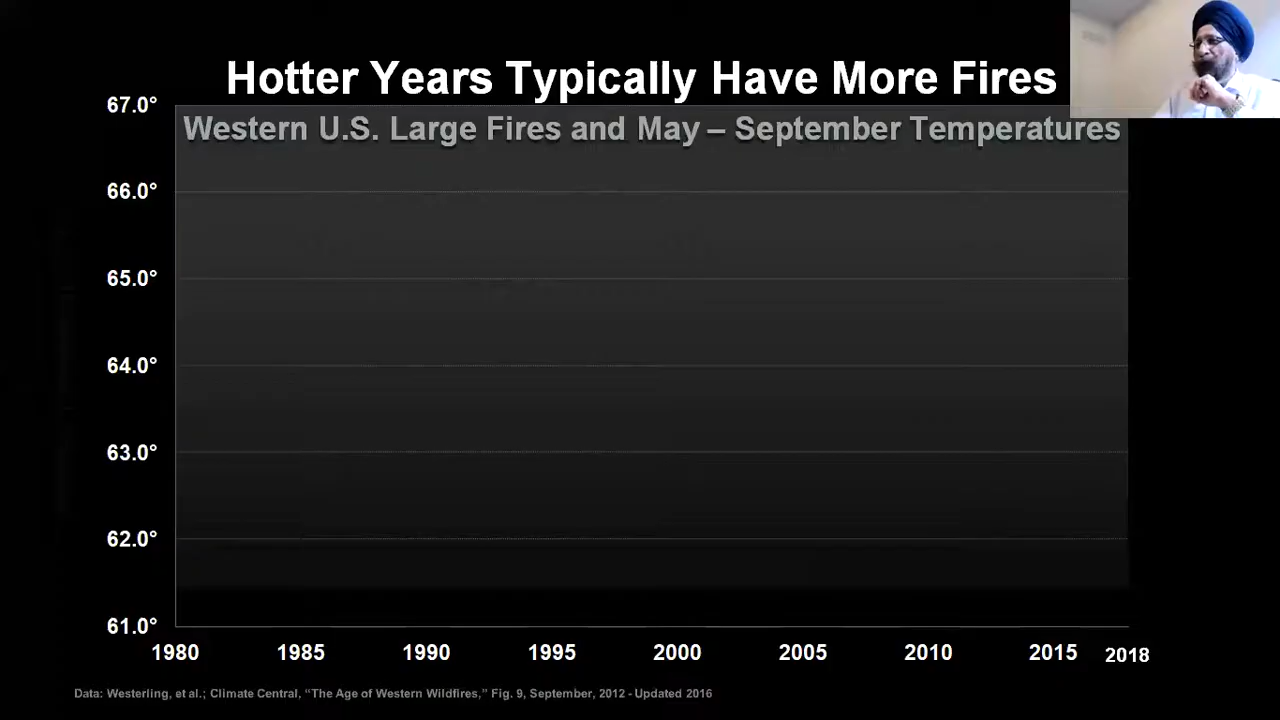 Hotter Years Typically Have More Fires
Western U.S. Large Fires and May – September Temperatures
67.0°
66.0°
65.0°
64.0°
63.0°
62.0°
61.0°
1980 1985 1990 1995 2000 2005 2010 2015 2018
Data: Westerling, et al.; Climate Central, “The Age of Western Wildfires,” Fig. 9, September, 2012 - Updated 2016